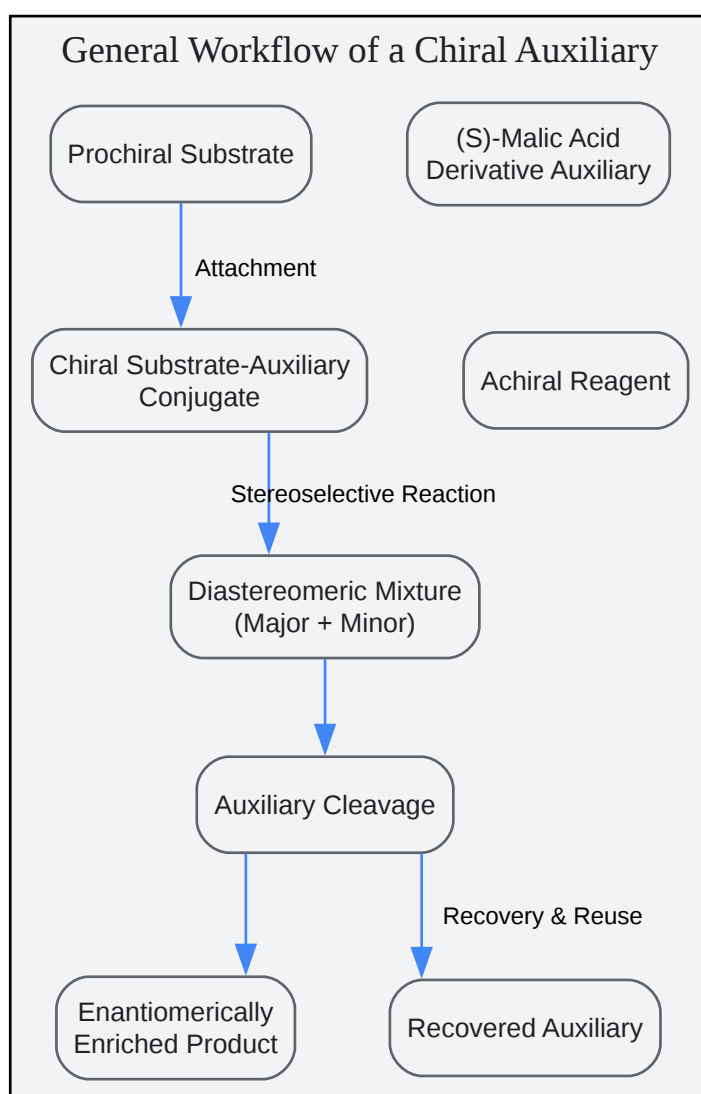 General Workflow of a Chiral Auxiliary
Prochiral Substrate
(S)-Malic Acid
Derivative Auxiliary
Attachment
Chiral Substrate-Auxiliary
Conjugate
Achiral Reagent
Stereoselective Reaction
Diastereomeric Mixture
(Major + Minor)
Auxiliary Cleavage
Recovery & Reuse
Enantiomerically
Enriched Product
Recovered Auxiliary